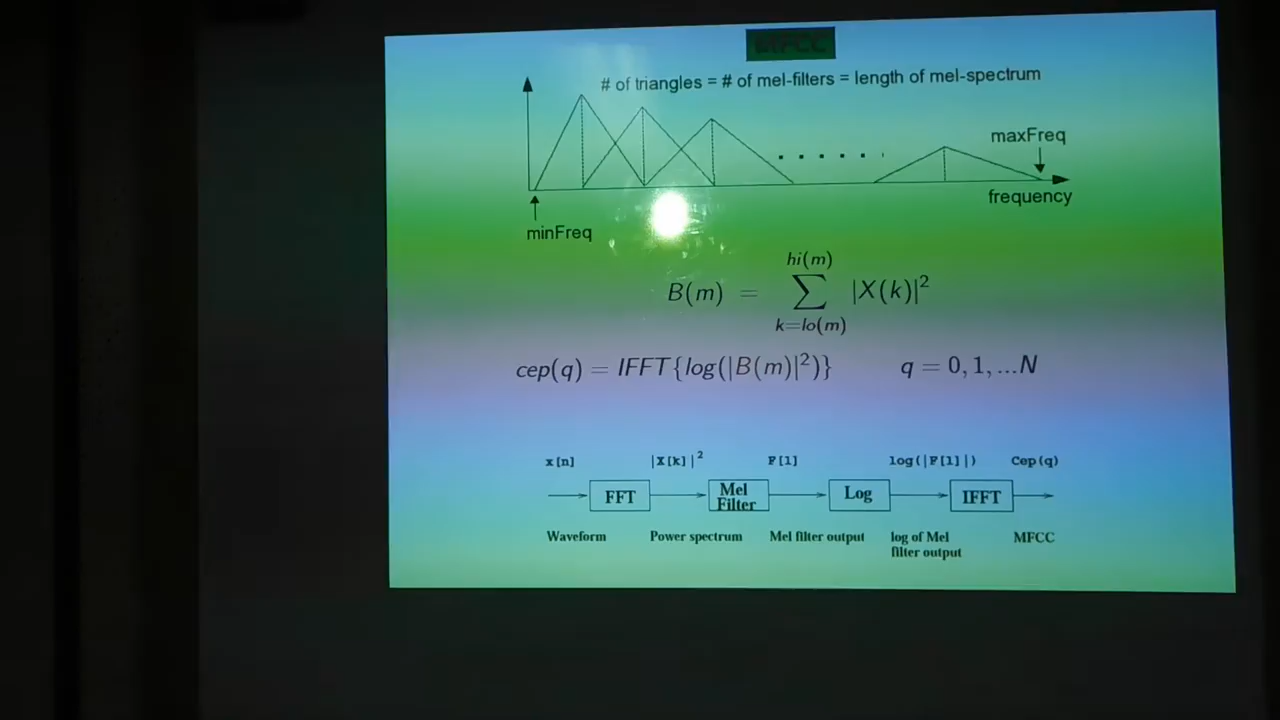 MFCC
# of triangles = # of mel-filters = length of mel-spectrum
maxFreq
frequency
minFreq
B(m) = ∑_{k=lo(m)}^{hi(m)} |X(k)|²
cep(q) = IFFT{log(|B(m)|²)} q = 0, 1, ...N
x[n] |X[k]|² F[l] log(|F[l]|) Cep(q)
FFT Mel Filter Log IFFT
Waveform Power spectrum Mel filter output log of Mel MFCC
filter output